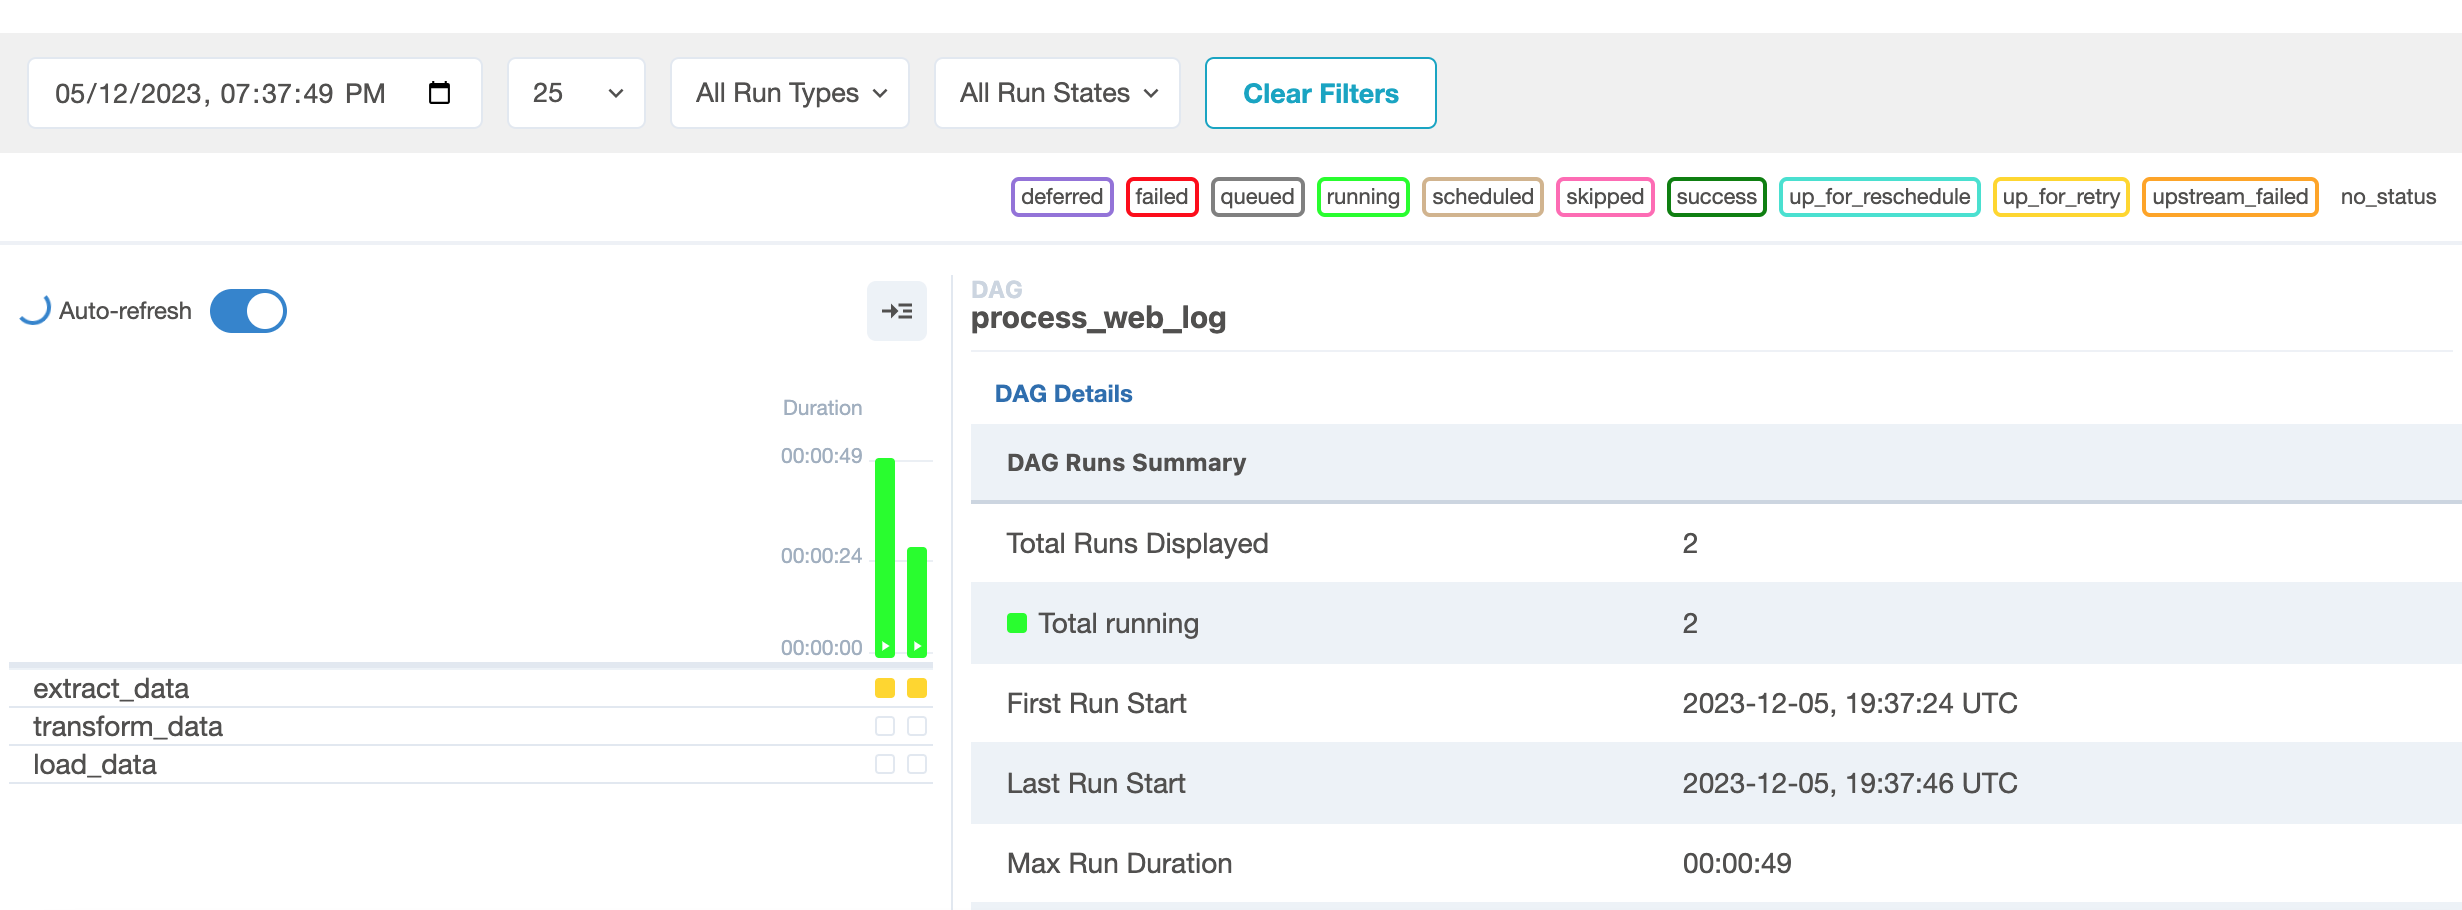 05/12/2023, 07:37:49 PM 25 All Run Types All Run States Clear Filters
deferred failed queued running scheduled skipped success up_for_reschedule up_for_retry upstream_failed no_status
Auto-refresh
Duration
00:00:49
00:00:24
00:00:00
extract_data
transform_data
load_data
DAG
process_web_log
DAG Details
DAG Runs Summary
Total Runs Displayed 2
Total running 2
First Run Start 2023-12-05, 19:37:24 UTC
Last Run Start 2023-12-05, 19:37:46 UTC
Max Run Duration 00:00:49